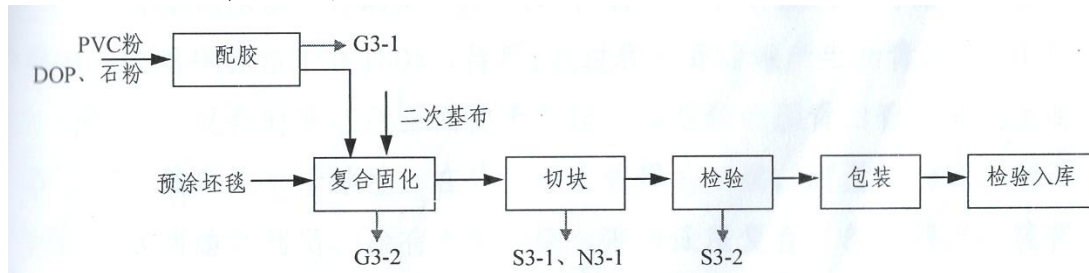 PVC粉
DOP、石粉
配胶
G3-1
二次基布
预涂坯毯
复合固化
切块
检验
包装
检验入库
G3-2
S3-1、N3-1
S3-2